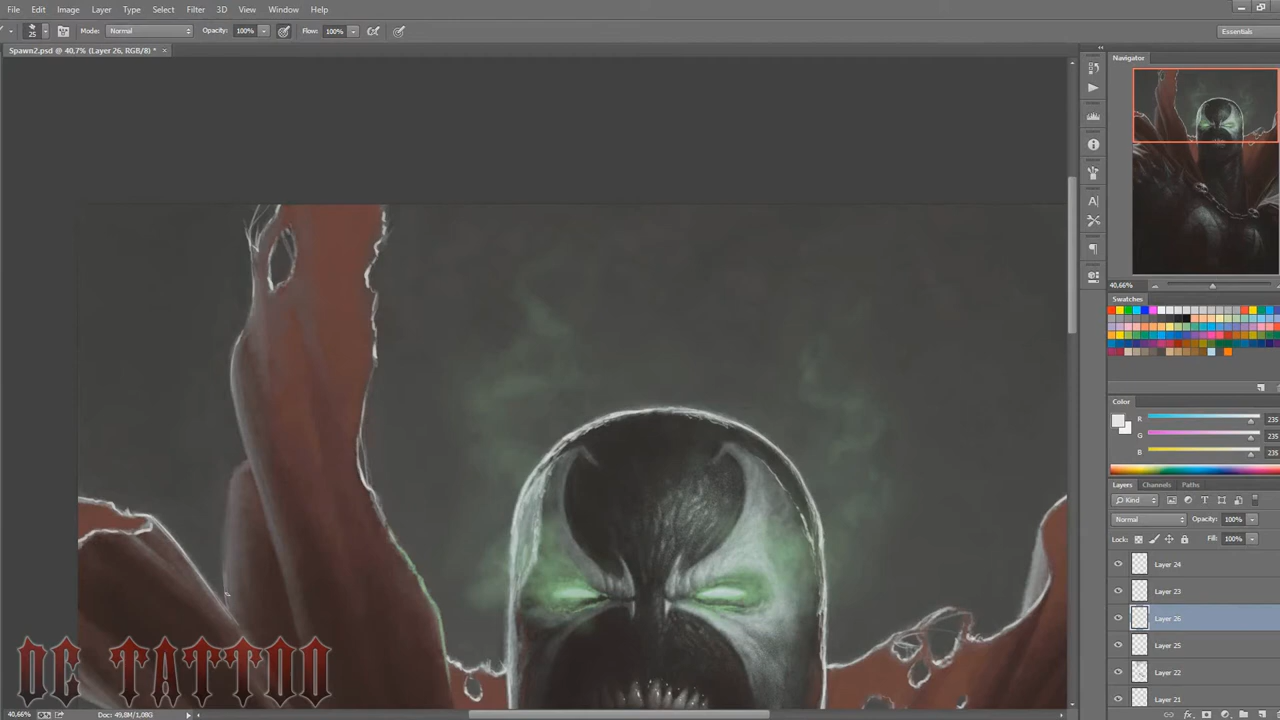 File Edit Image Layer Type Select Filter 3D View Window Help
25 Mode: Normal Opacity: 100% Flow: 100% Essentials
Spawn2.psd @ 40,7% (Layer 26, RGB/8) * ×
Navigator
40,66%
Swatches
Color
R 235
G 235
B 235
Layers Channels Paths
Kind
Normal Opacity: 100%
Lock: Fill: 100%
Layer 24
Layer 23
Layer 26
Layer 25
Layer 22
Layer 21
DG TATTOO
40,66% Doc: 49,8M/1,08G